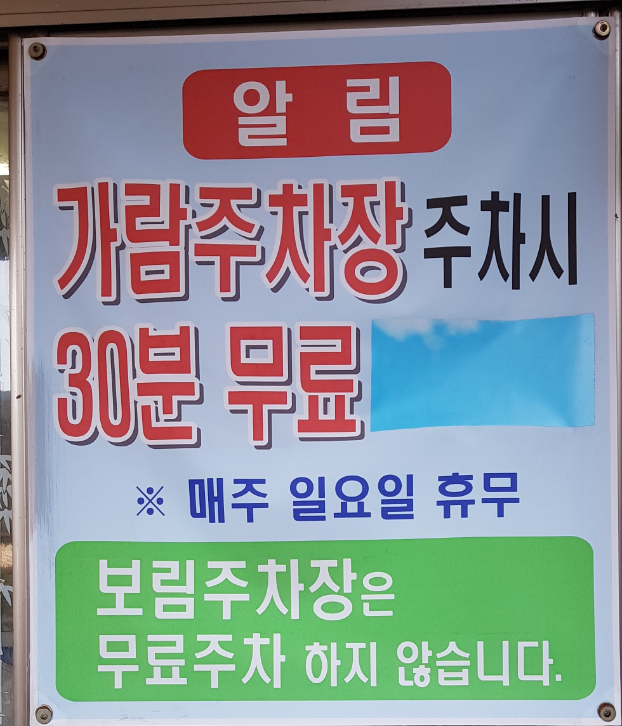 알 림
가람주차장 주차시
30분 무료
※ 매주 일요일 휴무
보림주차장은
무료주차 하지 않습니다.